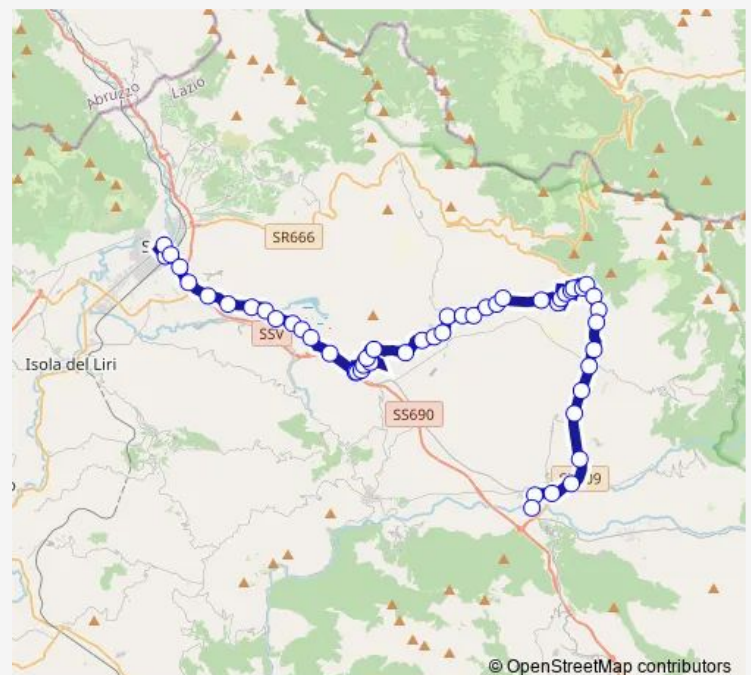 Abruzzo
Lazio
S
SR666
SSV
Isola del Liri
SS690
© OpenStreetMap contributors